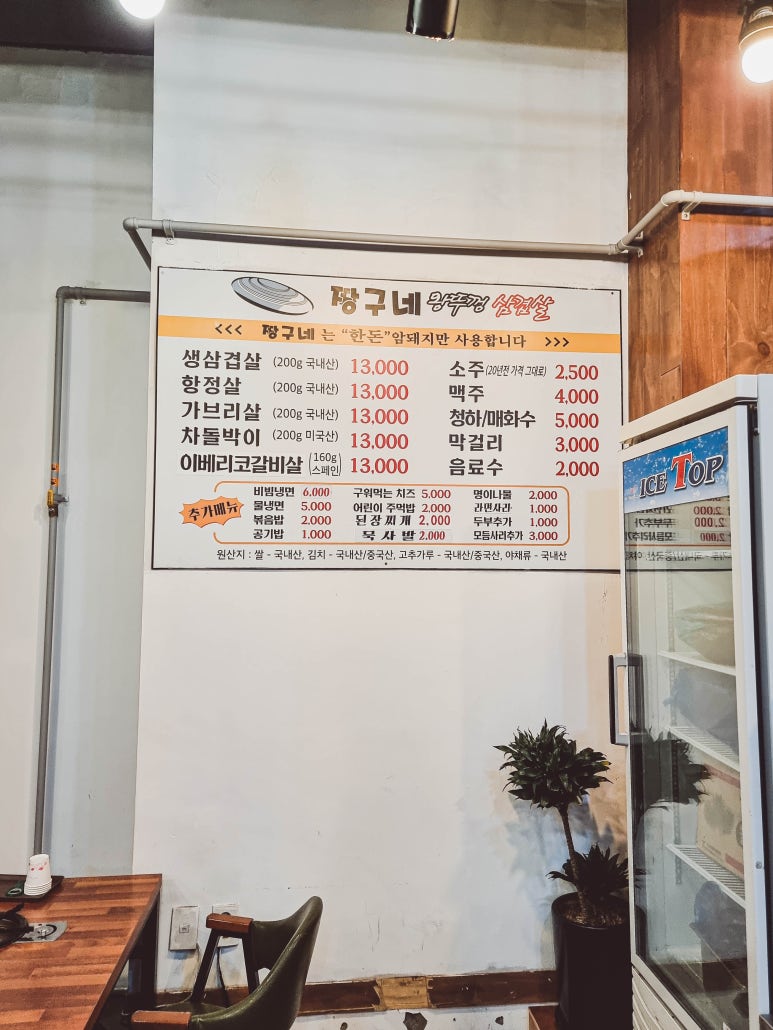 짱구네 왕뚜껑 삼겹살
<<< 짱구네 는 “한돈”암돼지만 사용합니다 >>>
생삼겹살 (200g 국내산) 13,000
항정살 (200g 국내산) 13,000
가브리살 (200g 국내산) 13,000
차돌박이 (200g 미국산) 13,000
이베리코갈비살 (160g 스페인) 13,000
소주(20년전 가격 그대로) 2,500
맥주 4,000
청하/매화수 5,000
막걸리 3,000
음료수 2,000
추가메뉴
비빔냉면 6,000
물냉면 5,000
볶음밥 2,000
공기밥 1,000
구워먹는 치즈 5,000
어린이 주먹밥 2,000
된장찌개 2,000
묵사발 2,000
명이나물 2,000
라면사라 1,000
두부추가 1,000
모듬사리추가 3,000
원산지 : 쌀 - 국내산, 김치 - 국내산/중국산, 고추가루 - 국내산/중국산, 야채류 - 국내산
ICE TOP